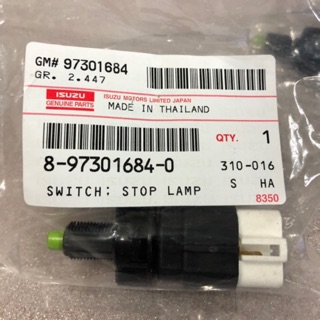 GM# 97301684
GR. 2.447
ISUZU
GENUINE PARTS
ISUZU MOTORS LIMITED JAPAN
MADE IN THAILAND
QTY. 1
8-97301684-0
310-016
SWITCH; STOP LAMP
S HA
8350